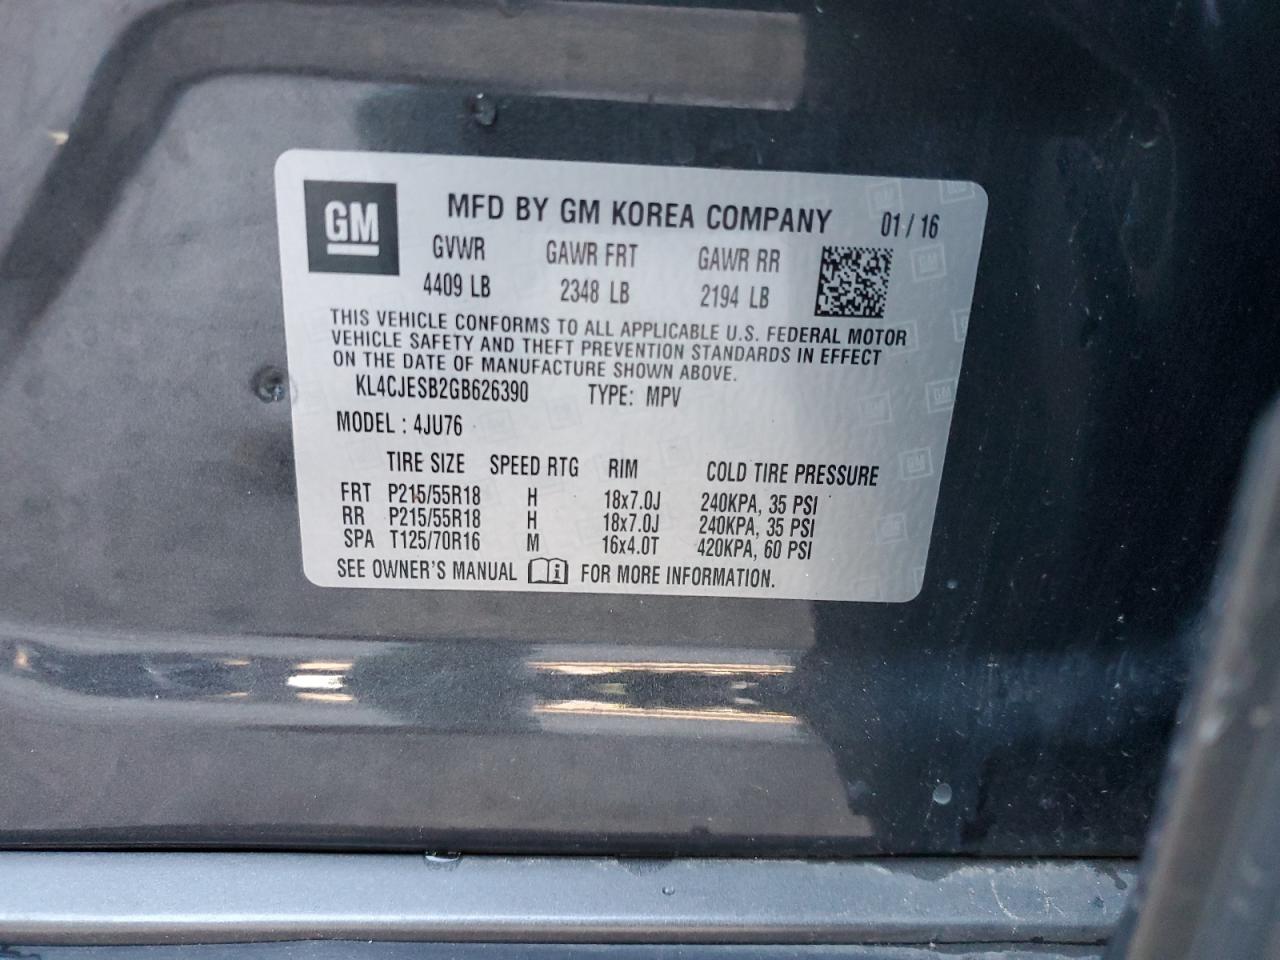 GM MFD BY GM KOREA COMPANY 01/16
GVWR GAWR FRT GAWR RR
4409 LB 2348 LB 2194 LB
THIS VEHICLE CONFORMS TO ALL APPLICABLE U.S. FEDERAL MOTOR
VEHICLE SAFETY AND THEFT PREVENTION STANDARDS IN EFFECT
ON THE DATE OF MANUFACTURE SHOWN ABOVE.
KL4CJESB2GB626390 TYPE: MPV
MODEL : 4JU76
TIRE SIZE SPEED RTG RIM COLD TIRE PRESSURE
FRT P215/55R18 H 18x7.0J 240KPA, 35 PSI
RR P215/55R18 H 18x7.0J 240KPA, 35 PSI
SPA T125/70R16 M 16x4.0T 420KPA, 60 PSI
SEE OWNER'S MANUAL i FOR MORE INFORMATION.